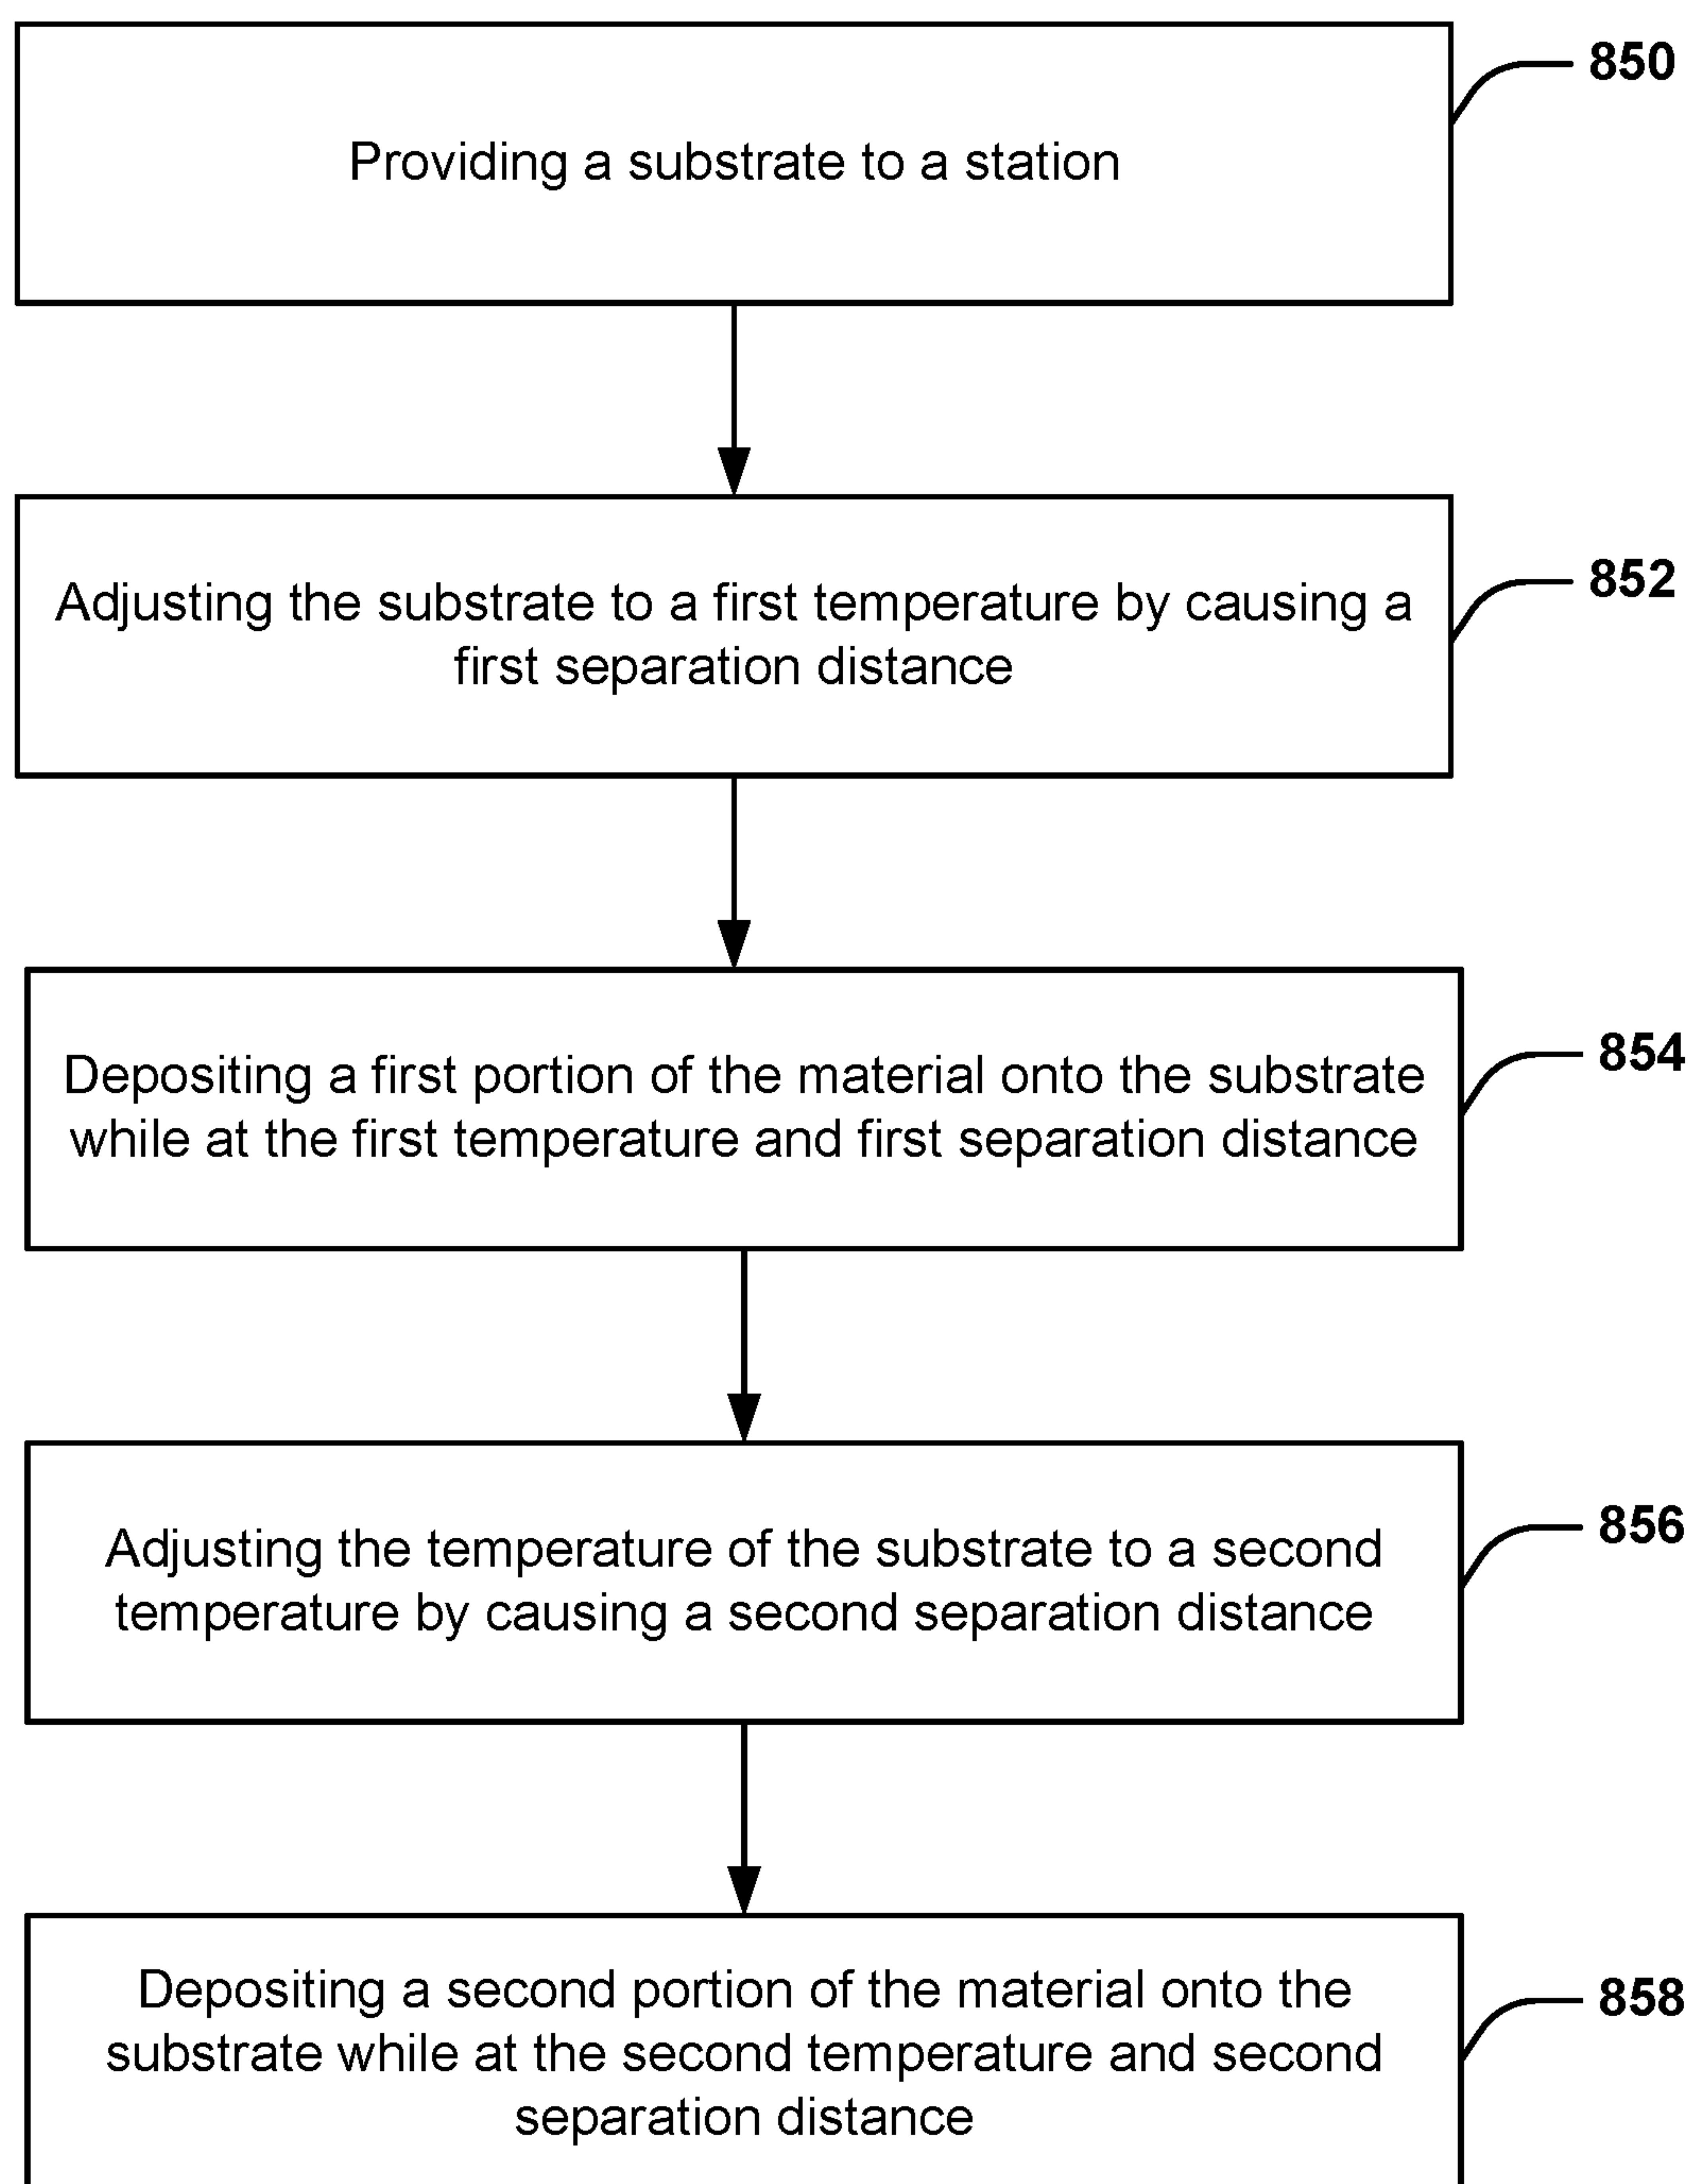 Providing a substrate to a station
850
Adjusting the substrate to a first temperature by causing a
first separation distance
852
Depositing a first portion of the material onto the substrate
while at the first temperature and first separation distance
854
Adjusting the temperature of the substrate to a second
temperature by causing a second separation distance
856
Depositing a second portion of the material onto the
substrate while at the second temperature and second
separation distance
858